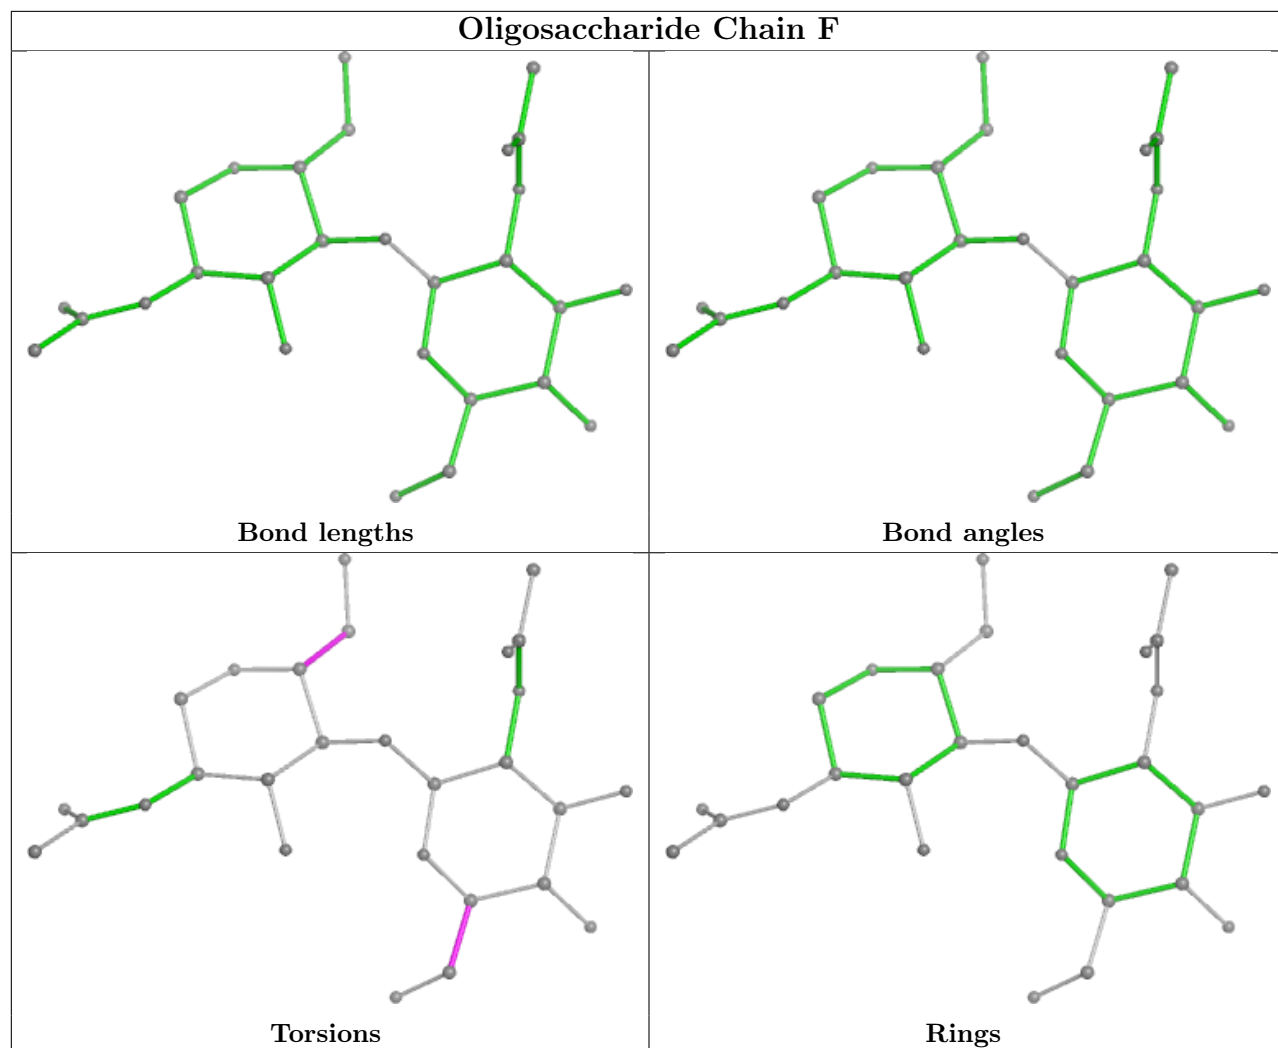 Oligosaccharide Chain F
Bond lengths
Bond angles
Torsions
Rings